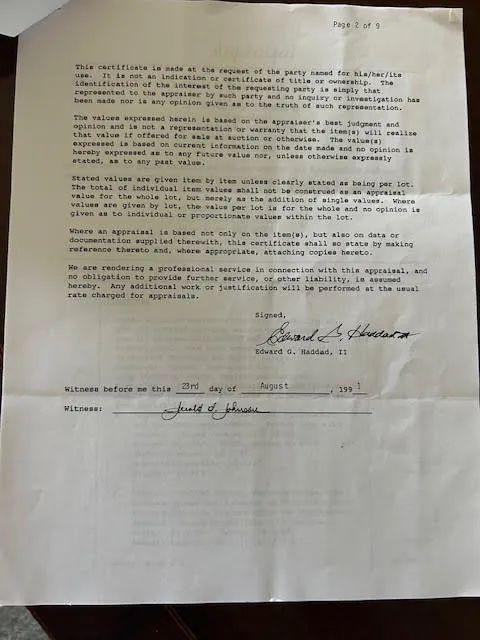 Page 2 of 9
This certificate is made at the request of the party named for his/her/its
use. It is not an indication or certificate of title or ownership. The
identification of the interest of the requesting party is simply that
represented to the appraiser by such party and no inquiry or investigation has
been made nor is any opinion given as to the truth of such representation.
The values expressed herein is based on the appraiser's best judgment and
opinion and is not a representation or warranty that the item(s) will realize
that value if offered for sale at auction or otherwise. The value(s)
expressed is based on current information on the date made and no opinion is
hereby expressed as to any future value nor, unless otherwise expressly
stated, as to any past value.
Stated values are given item by item unless clearly stated as being per lot.
The total of individual item values shall not be construed as an appraisal
value for the whole lot, but merely as the addition of single values. Where
values are given by lot, the value per lot is for the whole and no opinion is
given as to individual or proportionate values within the lot.
Where an appraisal is based not only on the item(s), but also on data or
documentation supplied therewith, this certificate shall so state by making
reference thereto and, where appropriate, attaching copies hereto.
We are rendering a professional service in connection with this appraisal, and
no obligation to provide further service, or other liability, is assumed
hereby. Any additional work or justification will be performed at the usual
rate charged for appraisals.
Signed,
Edward G. Haddad II
Edward G. Haddad, II
Witness before me this 23rd day of August, 1991
Witness: Johnson